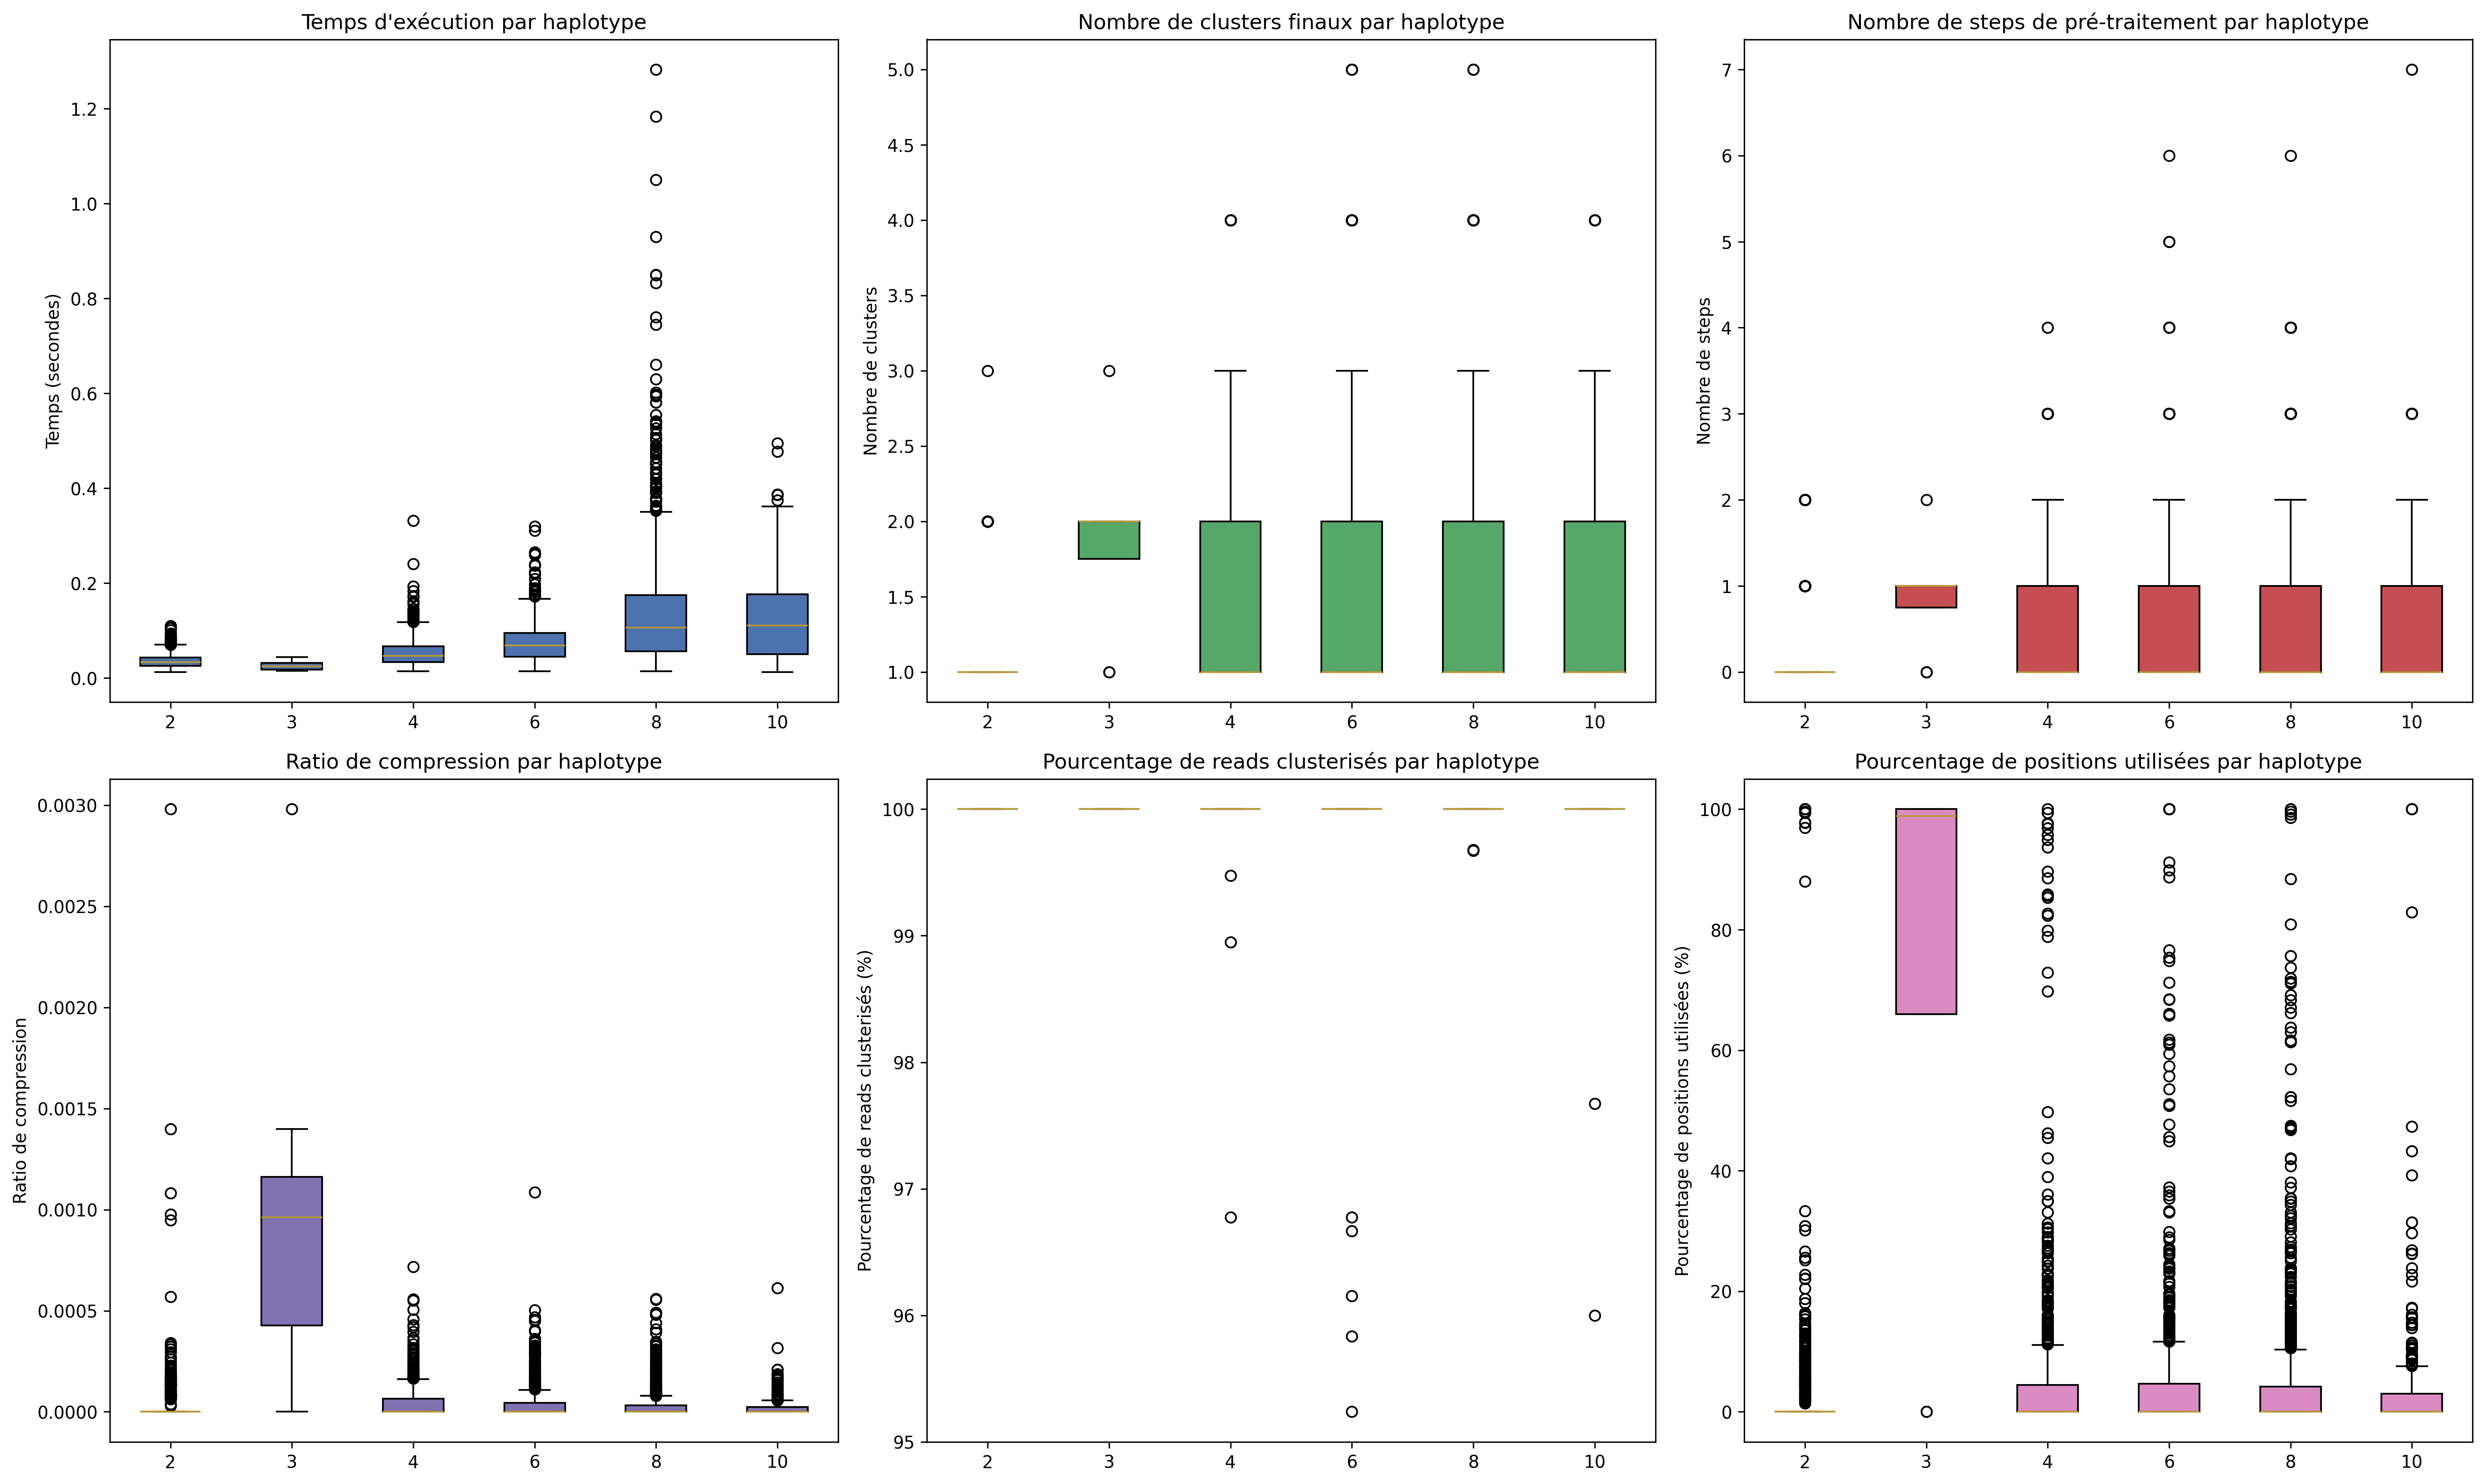 Temps d'exécution par haplotype
Temps (secondes)
1.2
1.0
0.8
0.6
0.4
0.2
0.0
2 3 4 6 8 10
Nombre de clusters finaux par haplotype
Nombre de clusters
5.0
4.5
4.0
3.5
3.0
2.5
2.0
1.5
1.0
2 3 4 6 8 10
Nombre de steps de pré-traitement par haplotype
Nombre de steps
7
6
5
4
3
2
1
0
2 3 4 6 8 10
Ratio de compression par haplotype
Ratio de compression
0.0030
0.0025
0.0020
0.0015
0.0010
0.0005
0.0000
2 3 4 6 8 10
Pourcentage de reads clusterisés par haplotype
Pourcentage de reads clusterisés (%)
100
99
98
97
96
95
2 3 4 6 8 10
Pourcentage de positions utilisées par haplotype
Pourcentage de positions utilisées (%)
100
80
60
40
20
0
2 3 4 6 8 10